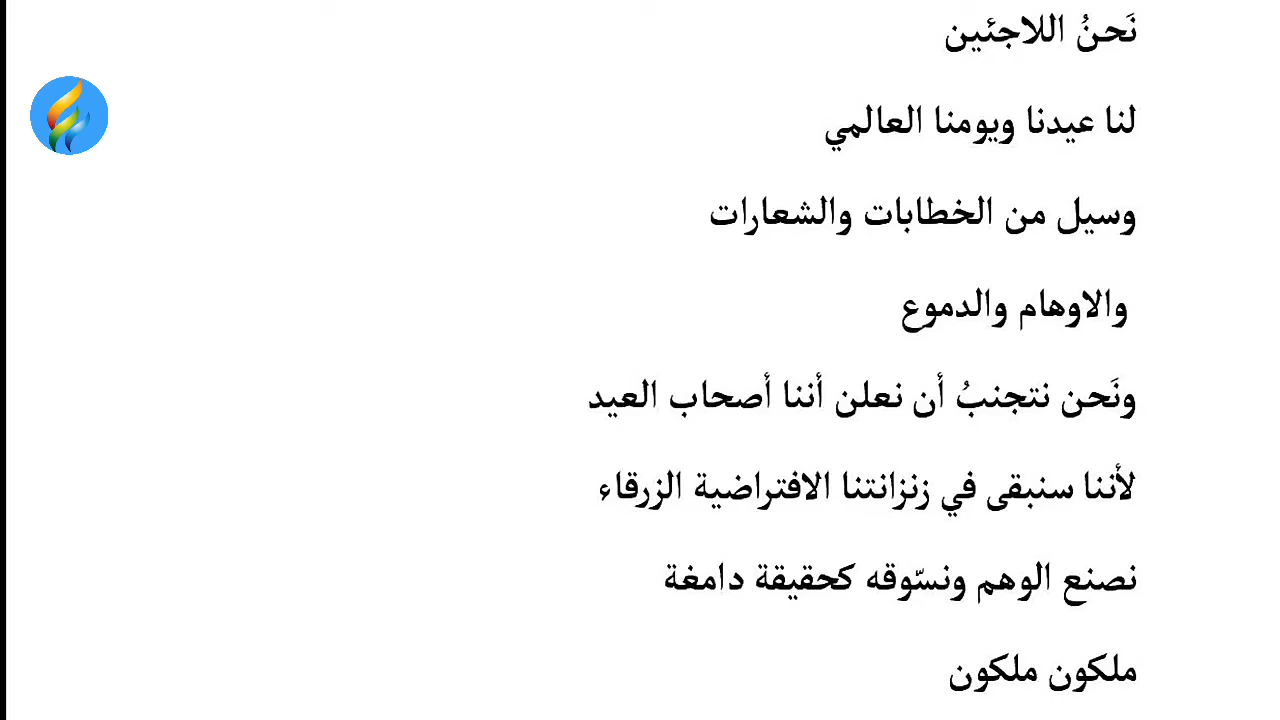 نَحنُ اللاجئين
لنا عيدنا ويومنا العالمي
وسيل من الخطابات والشعارات
والاوهام والدموع
ونَحن نتجنبُ أن نعلن أننا أصحاب العيد
لأننا سنبقى في زنزانتنا الافتراضية الزرقاء
نصنع الوهم ونسّوقه كحقيقة دامغة
ملكون ملكون